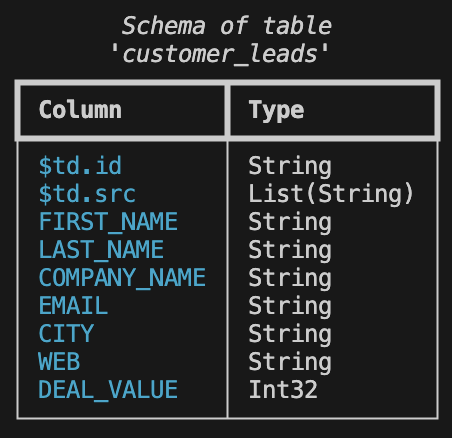 Schema of table
'customer_leads'
Column Type
$td.id String
$td.src List(String)
FIRST_NAME String
LAST_NAME String
COMPANY_NAME String
EMAIL String
CITY String
WEB String
DEAL_VALUE Int32